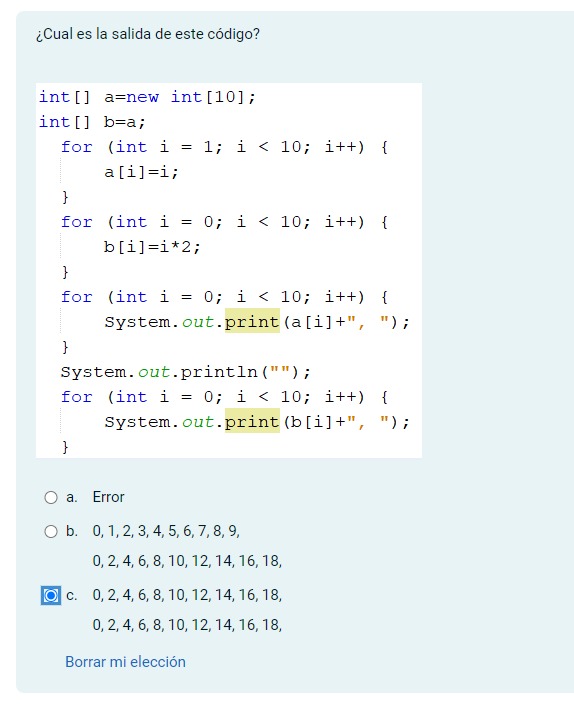 ¿Cual es la salida de este código?
int[] a=new int[10];
int[] b=a;
for (int i = 1; i < 10; i++) {
a[i]=i;
}
for (int i = 0; i < 10; i++) {
b[i]=i*2;
}
for (int i = 0; i < 10; i++) {
System.out.print(a[i]+", ");
}
System.out.println("");
for (int i = 0; i < 10; i++) {
System.out.print(b[i]+", ");
}
a. Error
b. 0, 1, 2, 3, 4, 5, 6, 7, 8, 9,
0, 2, 4, 6, 8, 10, 12, 14, 16, 18,
c. 0, 2, 4, 6, 8, 10, 12, 14, 16, 18,
0, 2, 4, 6, 8, 10, 12, 14, 16, 18,
Borrar mi elección